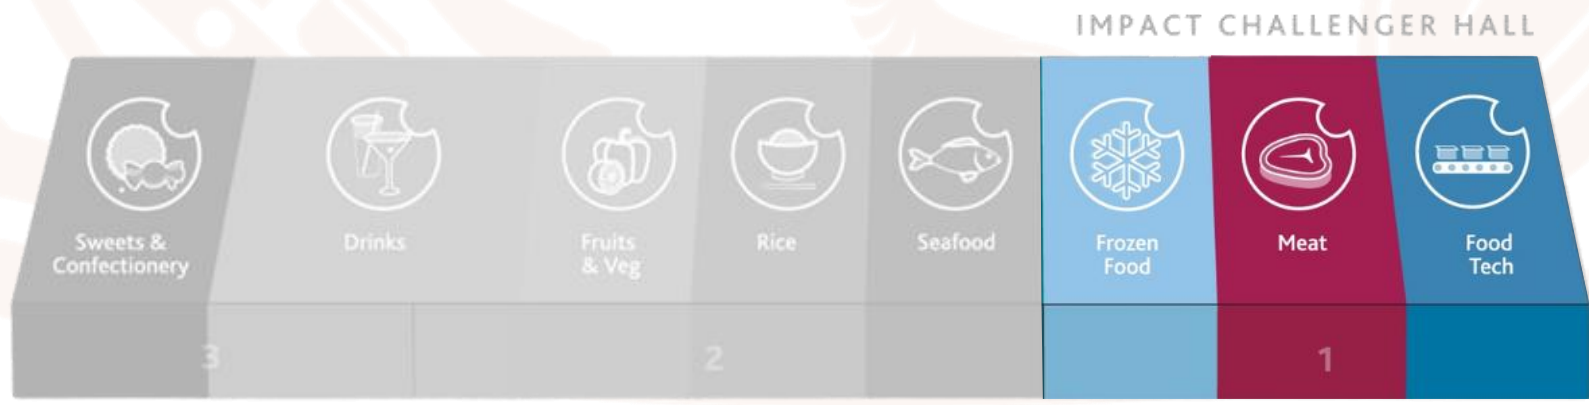 IMPACT CHALLENGER HALL
Sweets &
Confectionery
Drinks
Fruits
& Veg
Rice
Seafood
Frozen
Food
Meat
Food
Tech
3
2
1